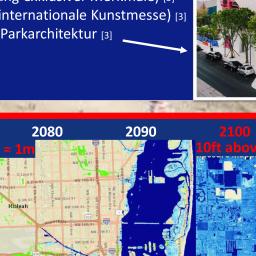 internationale Kunstmesse) [3]
Parkarchitektur [3]
2080 2090 2100
= 1m 10ft above
Hialeah